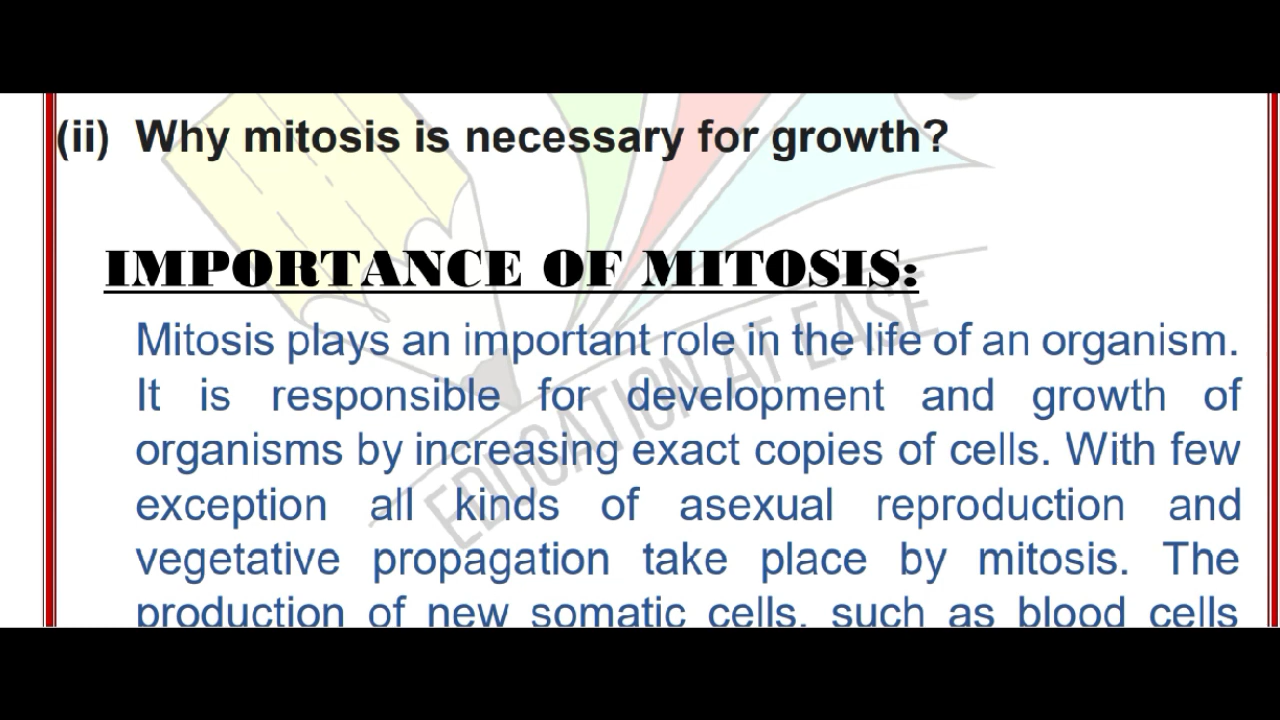 (ii) Why mitosis is necessary for growth?
IMPORTANCE OF MITOSIS:
Mitosis plays an important role in the life of an organism.
It is responsible for development and growth of
organisms by increasing exact copies of cells. With few
exception all kinds of asexual reproduction and
vegetative propagation take place by mitosis. The
production of new somatic cells, such as blood cells
EDUCATION AT EASE